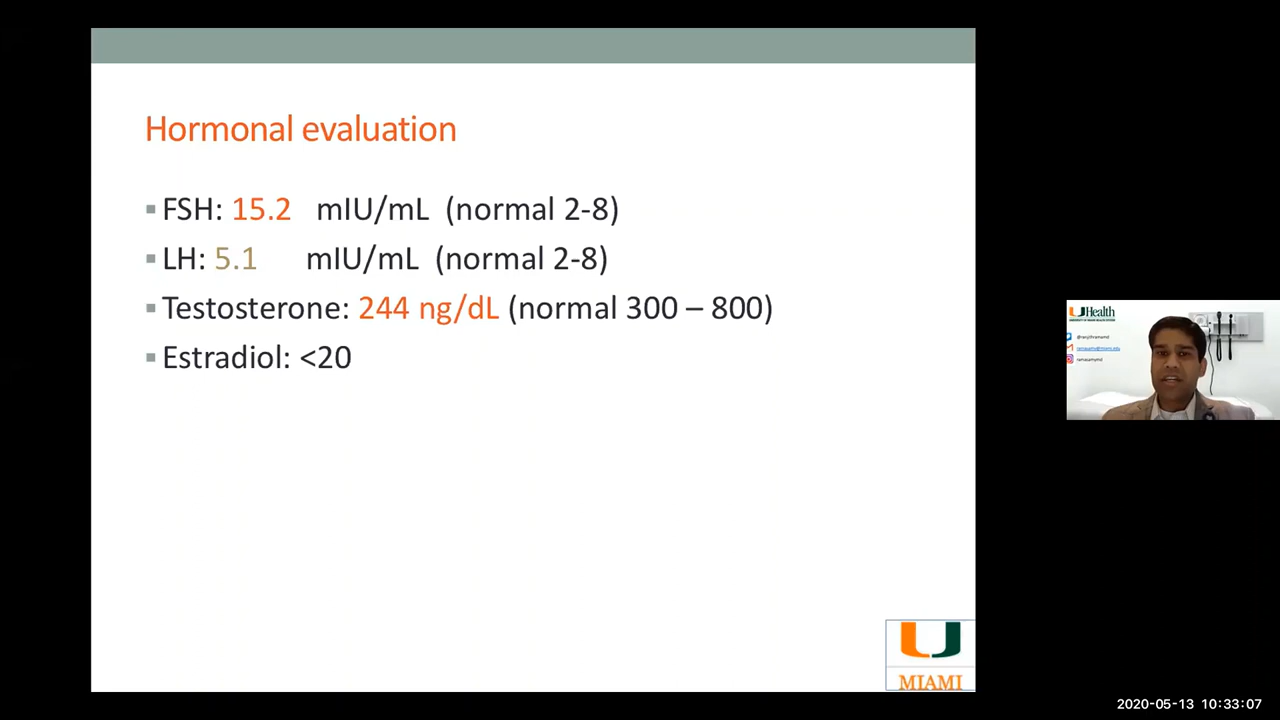 Hormonal evaluation
▪ FSH: 15.2 mIU/mL (normal 2-8)
▪ LH: 5.1 mIU/mL (normal 2-8)
▪ Testosterone: 244 ng/dL (normal 300 – 800)
▪ Estradiol: <20
UHealth
U
MIAMI
2020-05-13 10:33:07